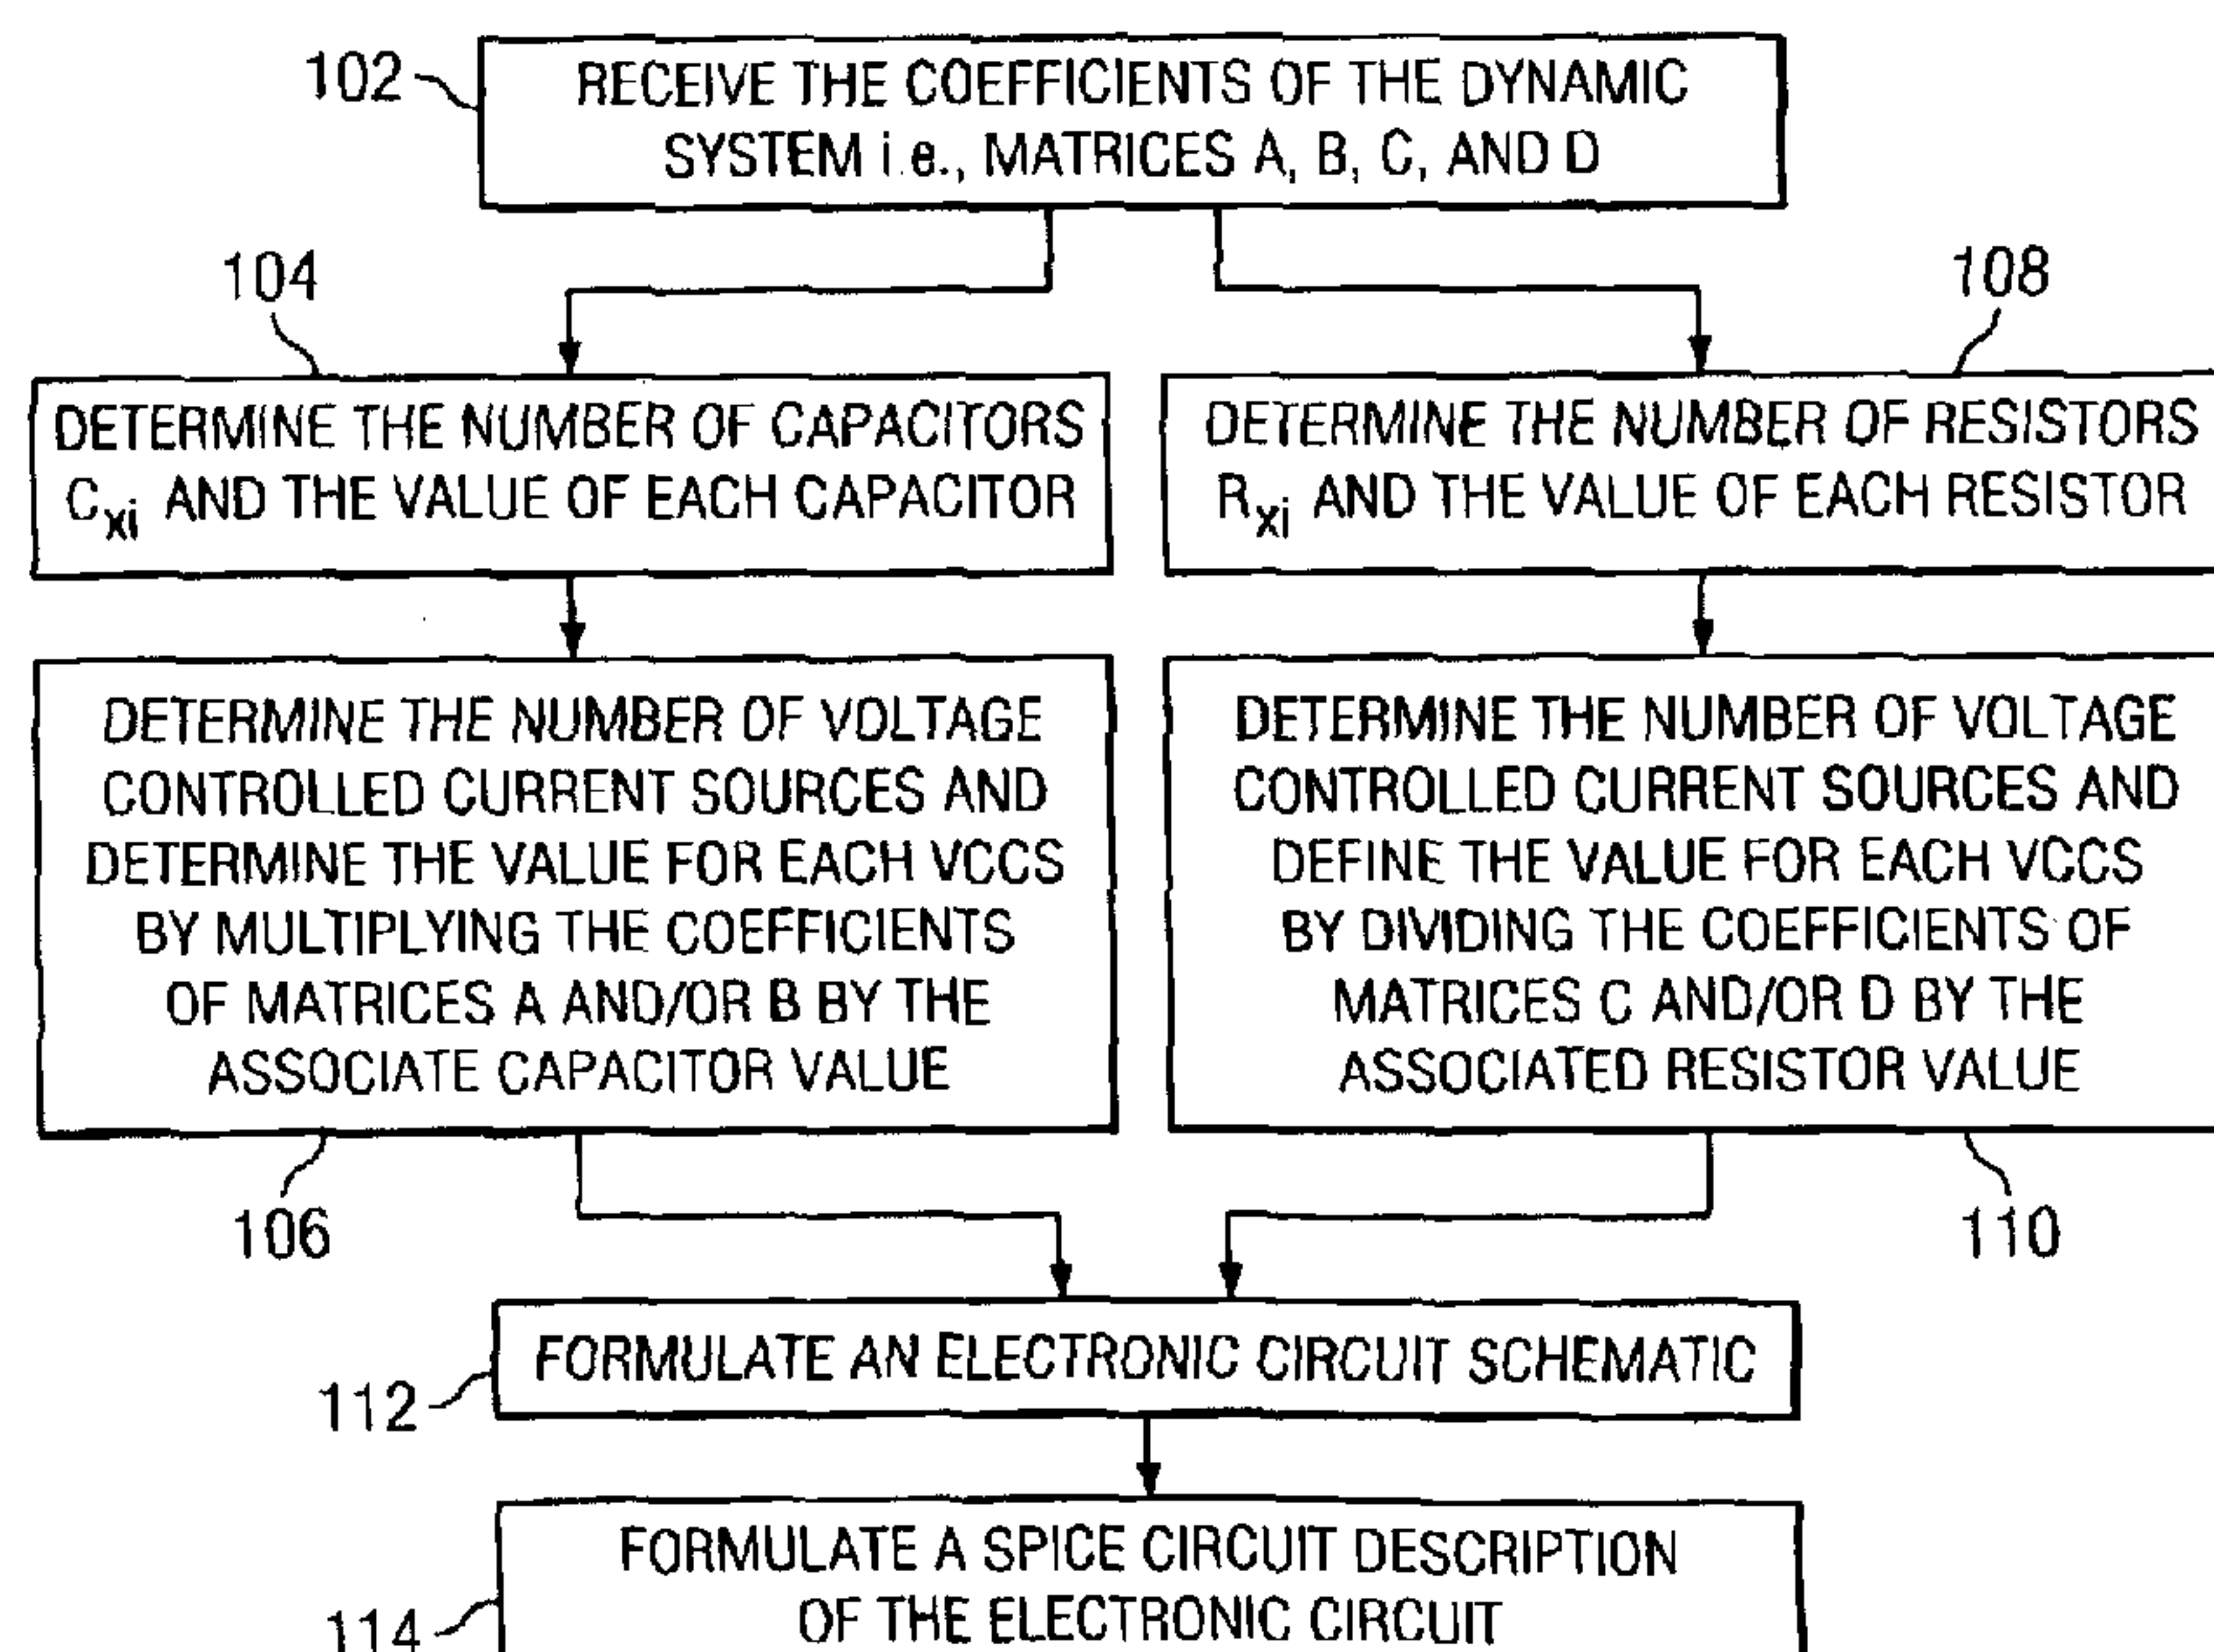 102
RECEIVE THE COEFFICIENTS OF THE DYNAMIC
SYSTEM i.e., MATRICES A, B, C, AND D
104
DETERMINE THE NUMBER OF CAPACITORS
Cxi AND THE VALUE OF EACH CAPACITOR
108
DETERMINE THE NUMBER OF RESISTORS
Rxi AND THE VALUE OF EACH RESISTOR
DETERMINE THE NUMBER OF VOLTAGE
CONTROLLED CURRENT SOURCES AND
DETERMINE THE VALUE FOR EACH VCCS
BY MULTIPLYING THE COEFFICIENTS
OF MATRICES A AND/OR B BY THE
ASSOCIATE CAPACITOR VALUE
106
DETERMINE THE NUMBER OF VOLTAGE
CONTROLLED CURRENT SOURCES AND
DEFINE THE VALUE FOR EACH VCCS
BY DIVIDING THE COEFFICIENTS OF
MATRICES C AND/OR D BY THE
ASSOCIATED RESISTOR VALUE
110
FORMULATE AN ELECTRONIC CIRCUIT SCHEMATIC
112
FORMULATE A SPICE CIRCUIT DESCRIPTION
OF THE ELECTRONIC CIRCUIT
114